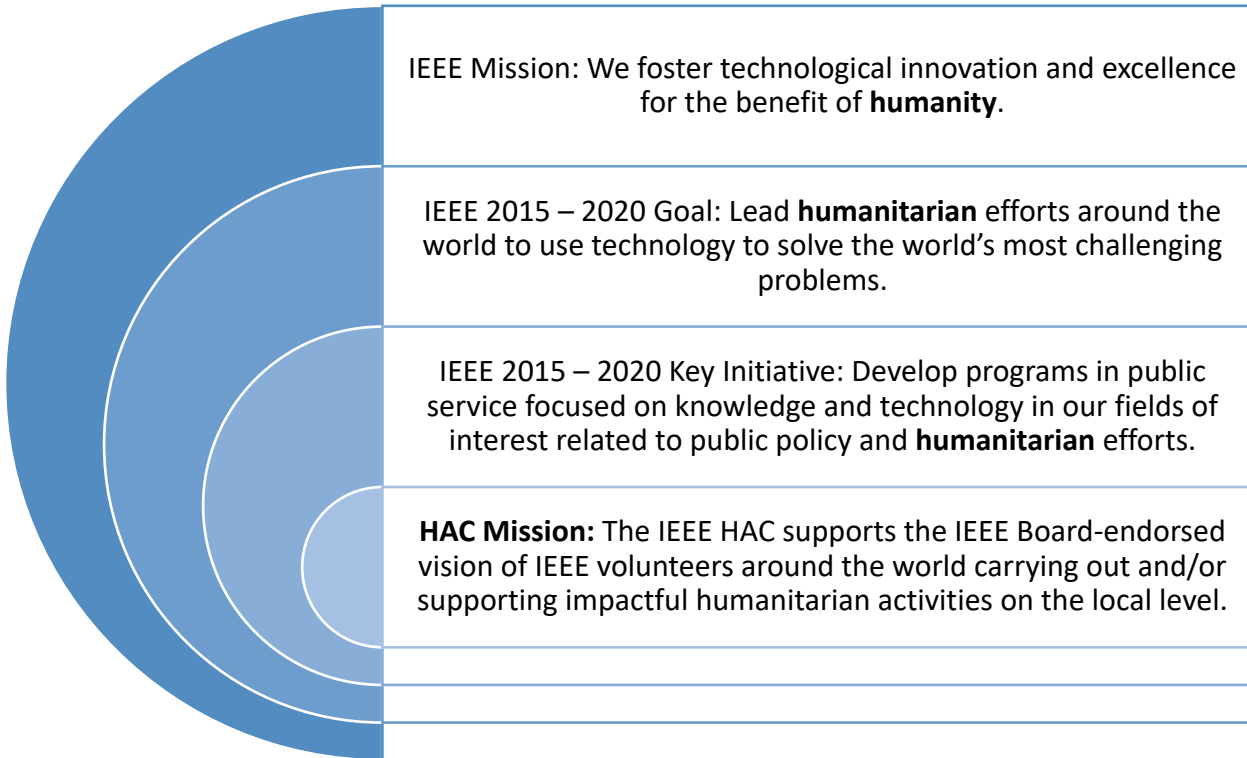 IEEE Mission: We foster technological innovation and excellence
for the benefit of humanity.
IEEE 2015 – 2020 Goal: Lead humanitarian efforts around the
world to use technology to solve the world’s most challenging
problems.
IEEE 2015 – 2020 Key Initiative: Develop programs in public
service focused on knowledge and technology in our fields of
interest related to public policy and humanitarian efforts.
HAC Mission: The IEEE HAC supports the IEEE Board-endorsed
vision of IEEE volunteers around the world carrying out and/or
supporting impactful humanitarian activities on the local level.